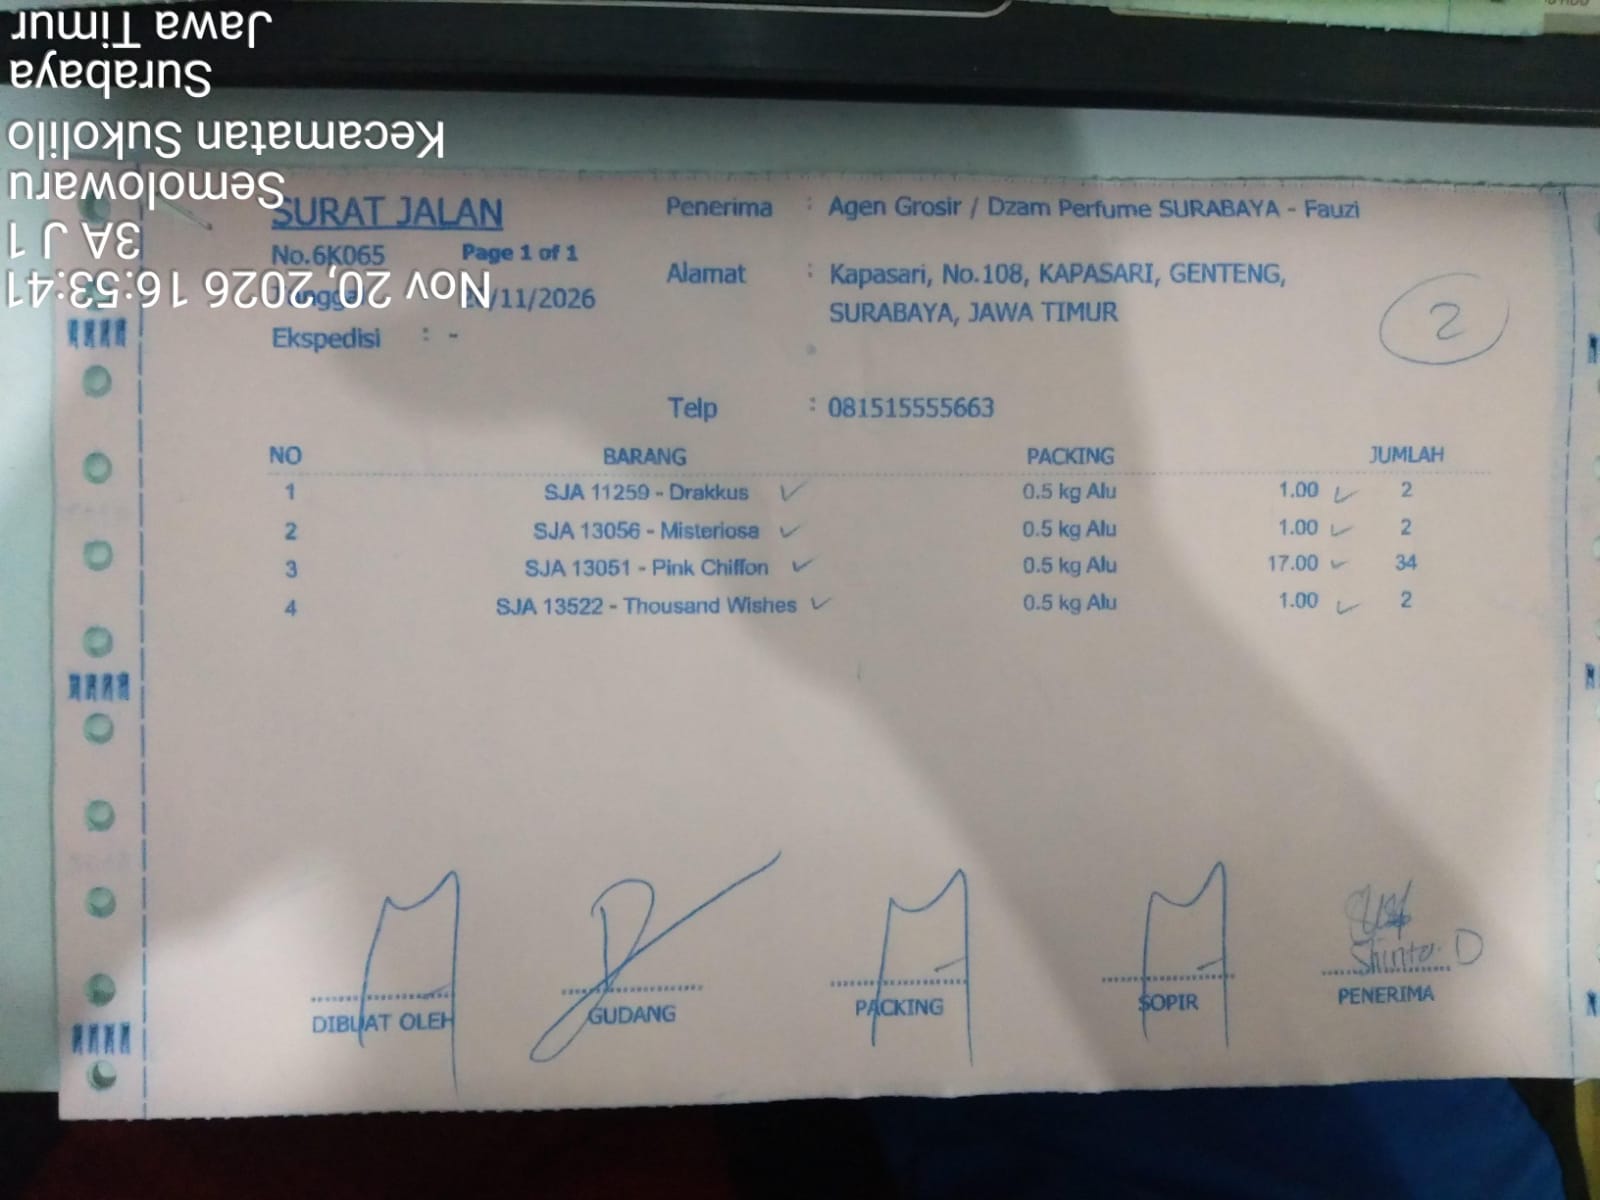 Nov 20, 2026 16:53:41
3A J 1
Semolowaru
Kecamatan Sukolilo
Surabaya
Jawa Timur
SURAT JALAN
No.6K065 Page 1 of 1
/11/2026
Ekspedisi : -
Penerima : Agen Grosir / Dzam Perfume SURABAYA - Fauzi
Alamat : Kapasari, No.108, KAPASARI, GENTENG,
SURABAYA, JAWA TIMUR
Telp : 081515555663
2
NO BARANG PACKING JUMLAH
1 SJA 11259 - Drakkus 0.5 kg Alu 1.00 2
2 SJA 13056 - Misteriosa 0.5 kg Alu 1.00 2
3 SJA 13051 - Pink Chiffon 0.5 kg Alu 17.00 34
4 SJA 13522 - Thousand Wishes 0.5 kg Alu 1.00 2
Shinta. D
DIBUAT OLEH GUDANG PACKING SOPIR PENERIMA